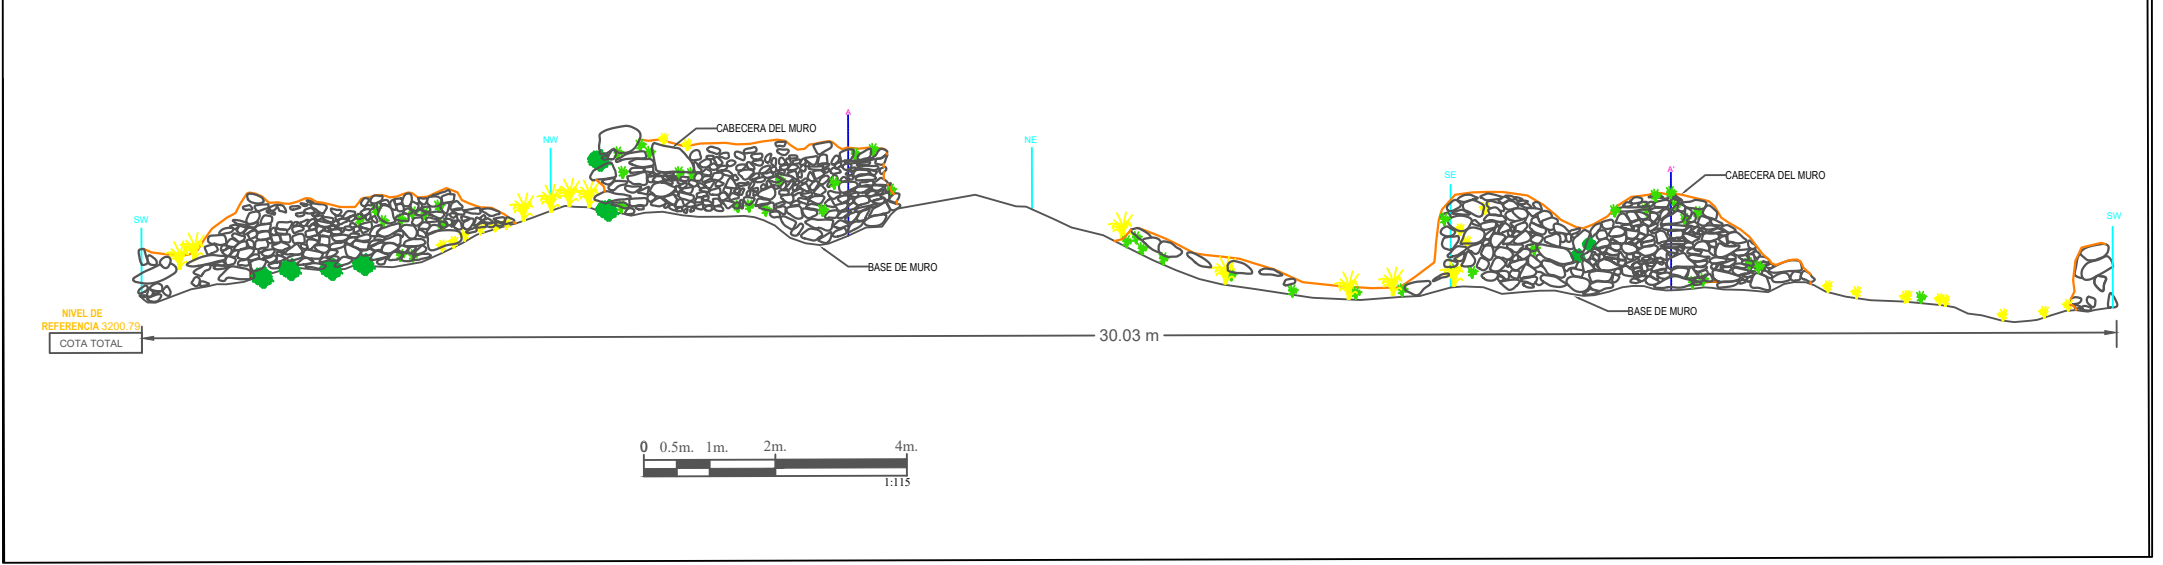 A
CABECERA DEL MURO
NW
NE
A'
CABECERA DEL MURO
SE
SW
SW
BASE DE MURO
BASE DE MURO
NIVEL DE
REFERENCIA 3200.79
COTA TOTAL
30.03 m
0 0.5m. 1m. 2m. 4m.
1:115